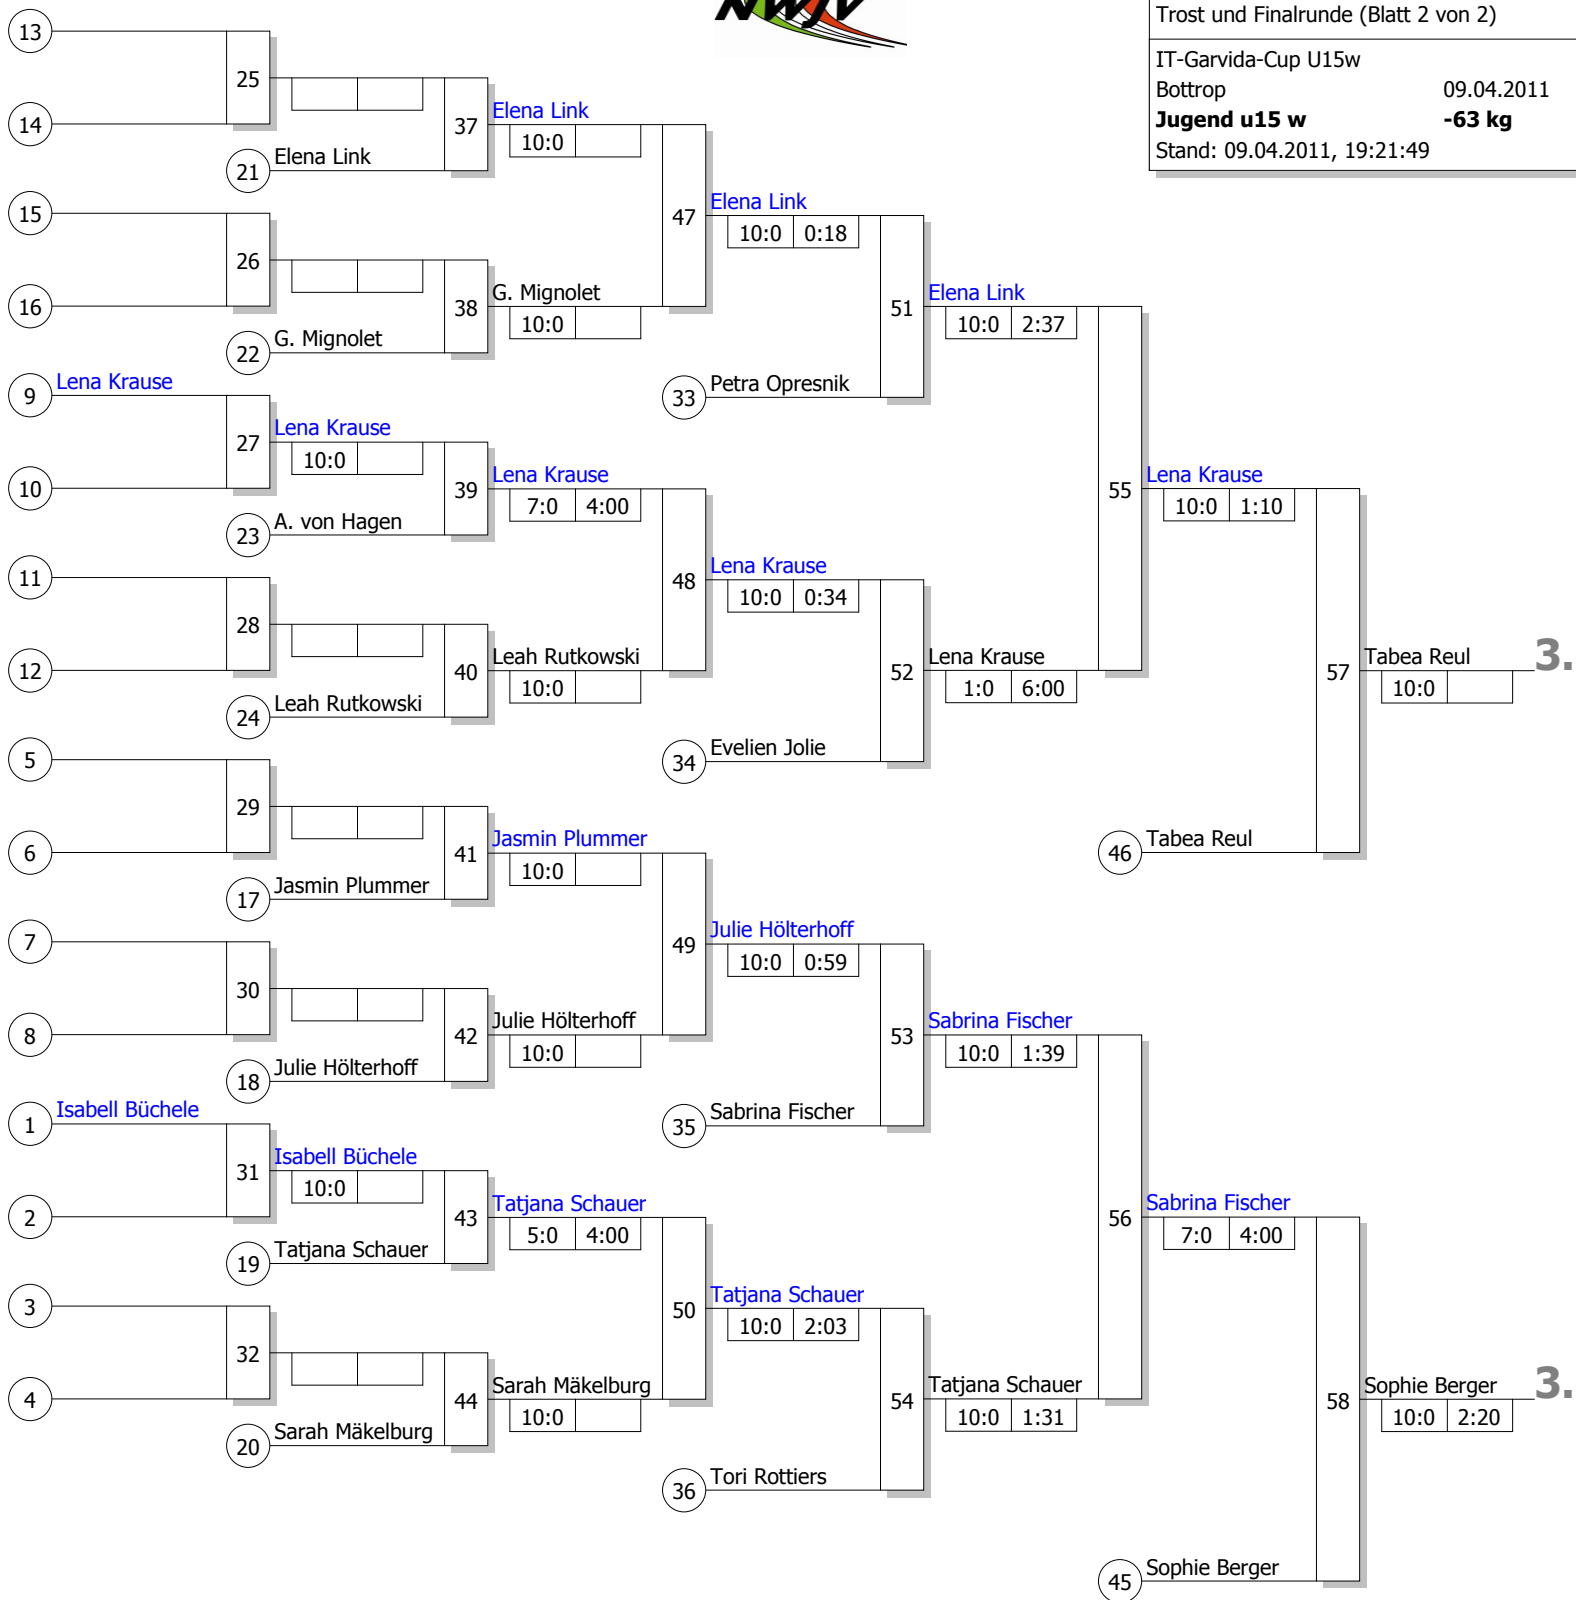 NWJV
Trost und Finalrunde (Blatt 2 von 2)
IT-Garvida-Cup U15w
Bottrop 09.04.2011
Jugend u15 w -63 kg
Stand: 09.04.2011, 19:21:49
13
25
14
37
Elena Link
10:0
21
Elena Link
15
47
Elena Link
10:0 0:18
26
16
38
G. Mignolet
10:0
51
Elena Link
10:0 2:37
22
G. Mignolet
9
Lena Krause
33
Petra Opresnik
27
Lena Krause
10:0
10
39
Lena Krause
7:0 4:00
55
Lena Krause
10:0 1:10
23
A. von Hagen
11
48
Lena Krause
10:0 0:34
28
12
40
Leah Rutkowski
10:0
52
Lena Krause
1:0 6:00
57
Tabea Reul
3.
10:0
24
Leah Rutkowski
5
34
Evelien Jolie
29
6
41
Jasmin Plummer
10:0
46
Tabea Reul
17
Jasmin Plummer
7
49
Julie Hölterhoff
10:0 0:59
30
8
42
Julie Hölterhoff
10:0
53
Sabrina Fischer
10:0 1:39
18
Julie Hölterhoff
1
Isabell Büchele
35
Sabrina Fischer
31
Isabell Büchele
10:0
2
43
Tatjana Schauer
5:0 4:00
56
Sabrina Fischer
7:0 4:00
19
Tatjana Schauer
3
50
Tatjana Schauer
10:0 2:03
32
4
44
Sarah Mäkelburg
10:0
54
Tatjana Schauer
10:0 1:31
58
Sophie Berger
3.
10:0 2:20
20
Sarah Mäkelburg
36
Tori Rottiers
45
Sophie Berger